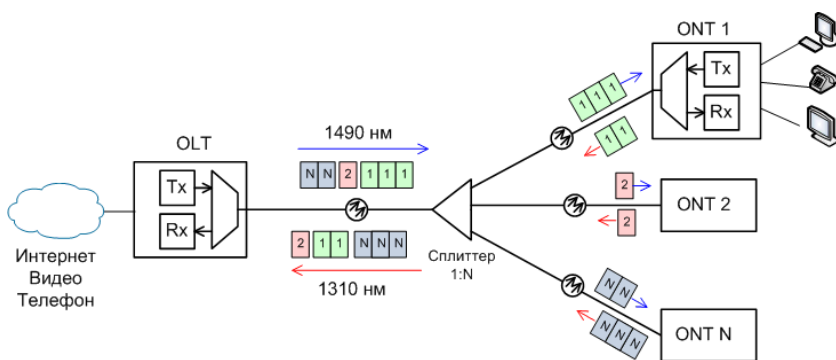 ONT 1
Tx
Rx
1 1 1
1 1
1490 нм
OLT
N N 2 1 1 1
Tx
Rx
2
ONT 2
2
2 1 1 N N N
Сплиттер
1:N
1310 нм
Интернет
Видео
Телефон
N N
N N N
ONT N